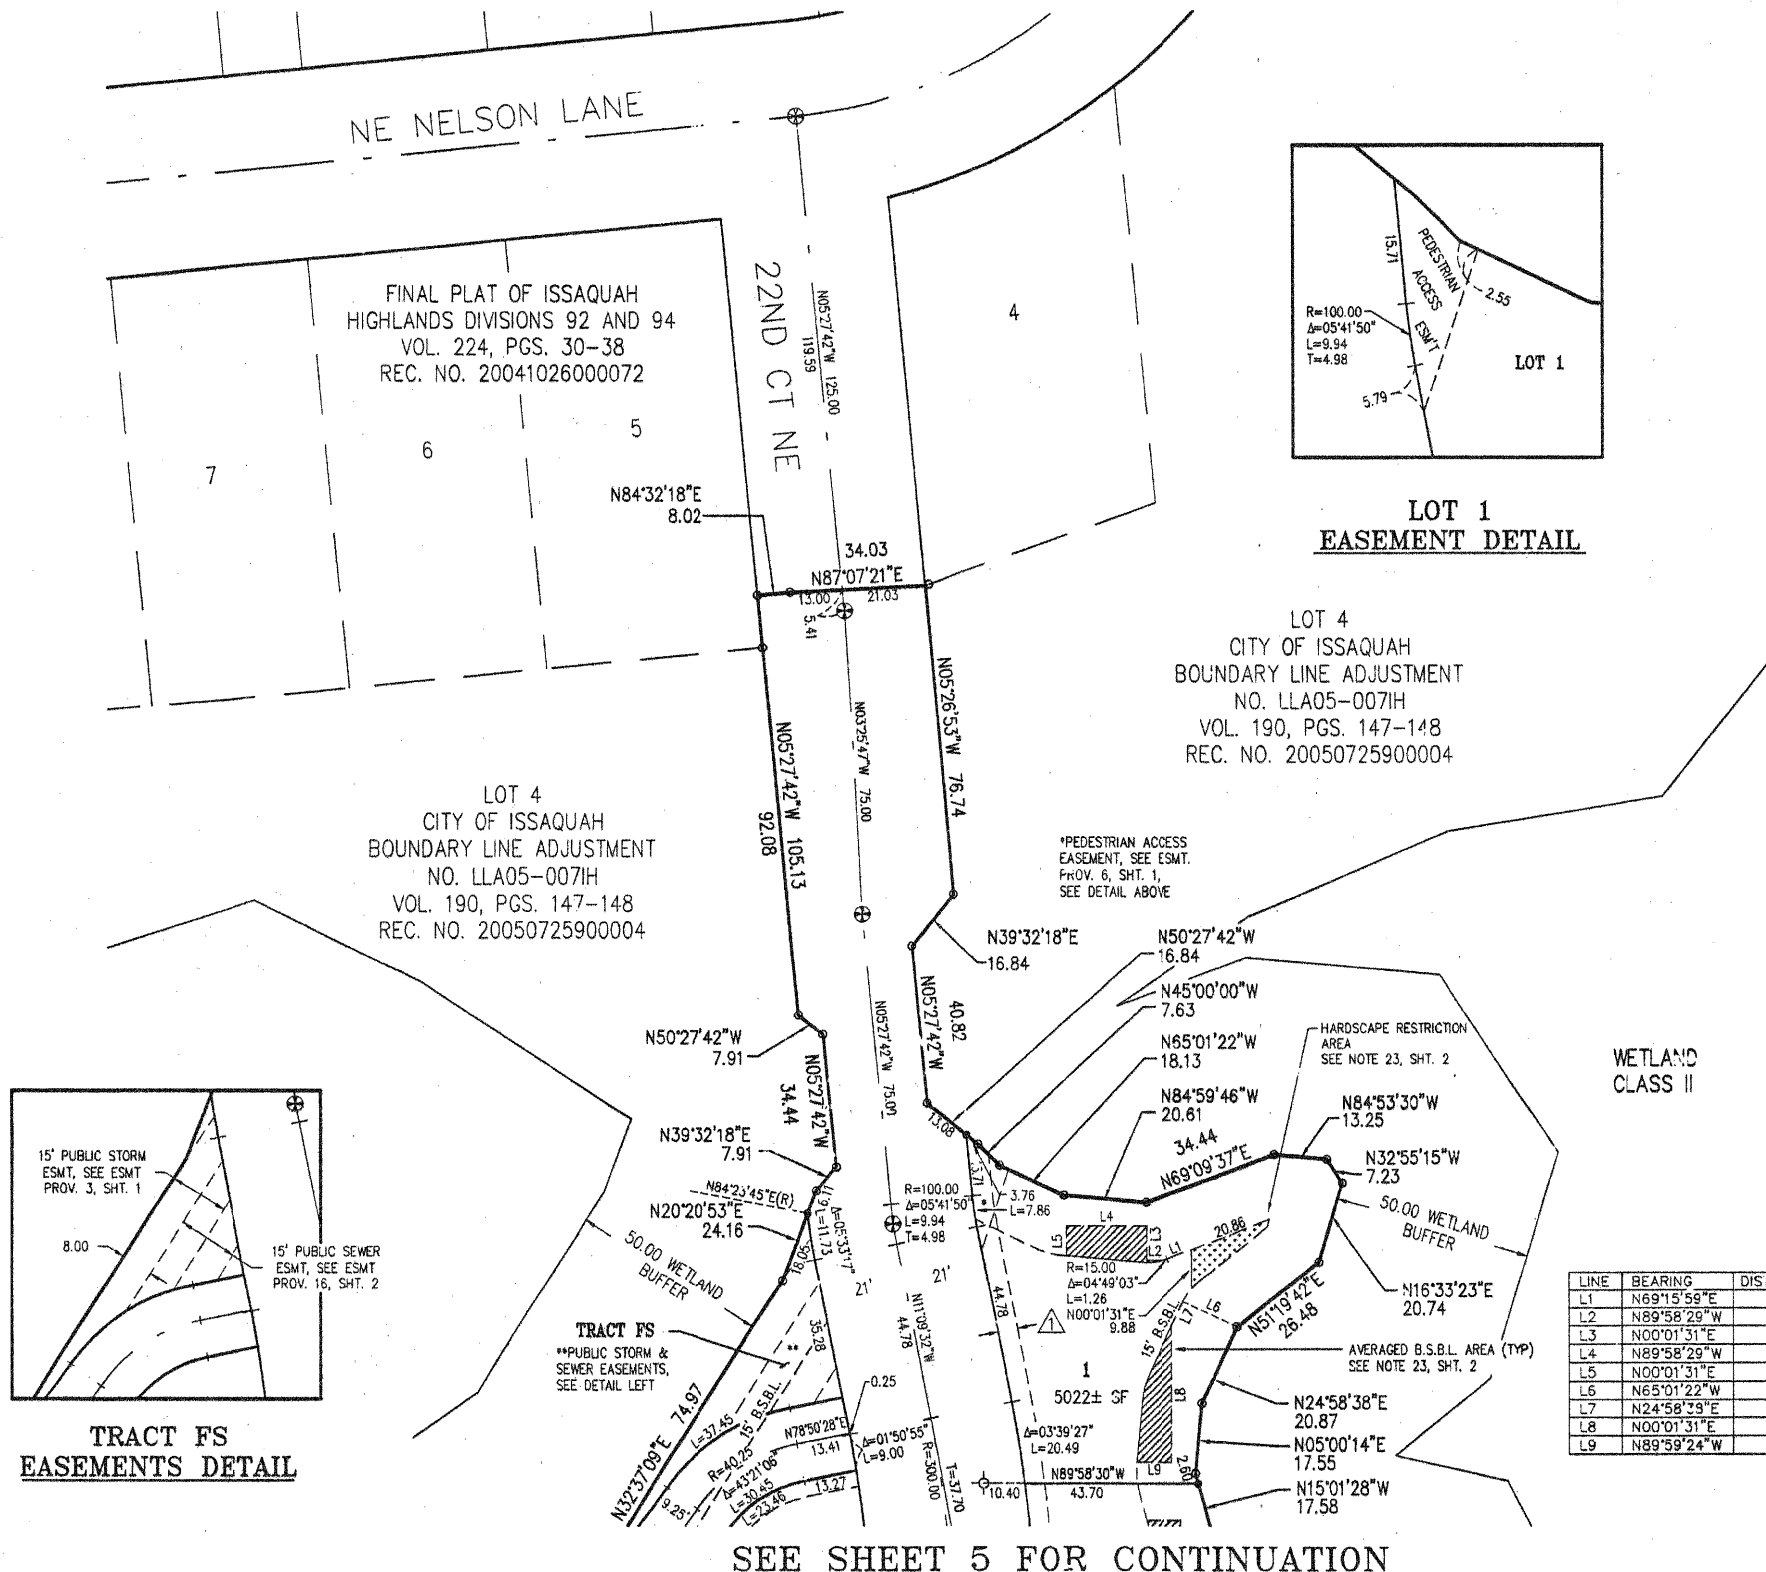 NE NELSON LANE
FINAL PLAT OF ISSAQUAH
HIGHLANDS DIVISIONS 92 AND 94
VOL. 224, PGS. 30-38
REC. NO. 20041026000072
22ND CT NE
N05°27'42"W 125.00
119.59
4
5
6
7
N84°32'18"E
8.02
34.03
N87°07'21"E
13.00
21.03
5.41
PEDESTRIAN
ACCESS
ESM'T
15.71
2.55
R=100.00
Δ=05°41'50"
L=9.94
T=4.98
5.79
LOT 1
LOT 1
EASEMENT DETAIL
LOT 4
CITY OF ISSAQUAH
BOUNDARY LINE ADJUSTMENT
NO. LLA05-007IH
VOL. 190, PGS. 147-148
REC. NO. 20050725900004
N05°26'53"W 76.74
N03°25'47"W 75.00
N05°27'42"W 105.13
92.08
LOT 4
CITY OF ISSAQUAH
BOUNDARY LINE ADJUSTMENT
NO. LLA05-007IH
VOL. 190, PGS. 147-148
REC. NO. 20050725900004
*PEDESTRIAN ACCESS
EASEMENT, SEE ESMT.
PROV. 6, SHT. 1,
SEE DETAIL ABOVE
N39°32'18"E
16.84
N50°27'42"W
16.84
N45°00'00"W
7.63
N65°01'22"W
18.13
N84°59'46"W
20.61
HARDSCAPE RESTRICTION
AREA
SEE NOTE 23, SHT. 2
WETLAND
CLASS II
N84°53'30"W
13.25
N32°55'15"W
7.23
34.44
N69°09'37"E
50.00 WETLAND
BUFFER
N16°33'23"E
20.74
N51°19'42"E
26.48
AVERAGED B.S.B.L. AREA (TYP)
SEE NOTE 23, SHT. 2
N24°58'38"E
20.87
N05°00'14"E
17.55
N15°01'28"W
17.58
2.60
40.82
N05°27'42"W
13.08
N05°27'42"W 75.00
N50°27'42"W
7.91
N05°27'42"W
34.44
N39°32'18"E
7.91
N84°23'45"E(R)
N20°20'53"E
24.16
18.05
6.11
Δ=05°33'17"
L=11.73
50.00 WETLAND
BUFFER
21'
21'
R=100.00
Δ=05°41'50"
L=9.94
T=4.98
*
3.76
L=7.86
L4
L5
L3
L2
L1
20.86
R=15.00
Δ=04°49'03"
L=1.26
N00°01'31"E
9.88
L6
L7
15' B.S.B.L.
L8
L9
44.78
1
1
5022± SF
Δ=03°39'27"
L=20.49
N89°58'30"W
10.40
43.70
N11°09'32"W
44.78
R=300.00
T=37.70
35.28
0.25
Δ=01°50'55"
L=9.00
N78°50'28"E
13.41
13.27
TRACT FS
**PUBLIC STORM &
SEWER EASEMENTS,
SEE DETAIL LEFT
**
15' B.S.B.L.
N32°37'09"E 74.97
L=37.45
R=40.25
Δ=43°21'06"
L=30.45
L=23.46
9.25'
15' PUBLIC STORM
ESMT, SEE ESMT
PROV. 3, SHT. 1
8.00
15' PUBLIC SEWER
ESMT, SEE ESMT
PROV. 16, SHT. 2
TRACT FS
EASEMENTS DETAIL
LINE BEARING DIS
L1 N69°15'59"E
L2 N89°58'29"W
L3 N00°01'31"E
L4 N89°58'29"W
L5 N00°01'31"E
L6 N65°01'22"W
L7 N24°58'38"E
L8 N00°01'31"E
L9 N89°59'24"W
SEE SHEET 5 FOR CONTINUATION